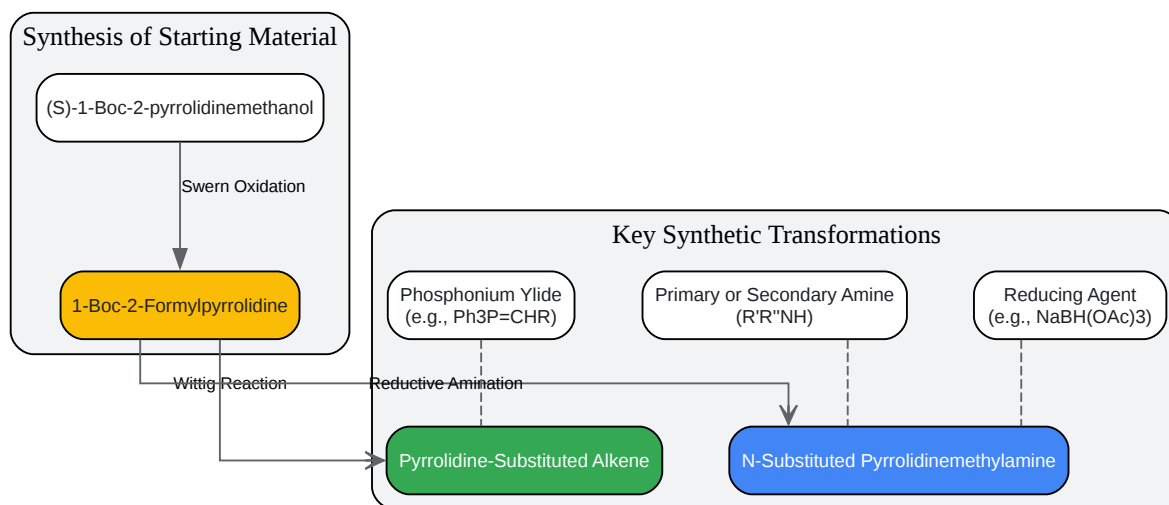 Synthesis of Starting Material
(S)-1-Boc-2-pyrrolidinemethanol
Swern Oxidation
1-Boc-2-Formylpyrrolidine
Key Synthetic Transformations
Phosphonium Ylide
(e.g., Ph3P=CHR)
Primary or Secondary Amine
(R'R"NH)
Reducing Agent
(e.g., NaBH(OAc)3)
Wittig Reaction
Reductive Amination
Pyrrolidine-Substituted Alkene
N-Substituted Pyrrolidinemethylamine